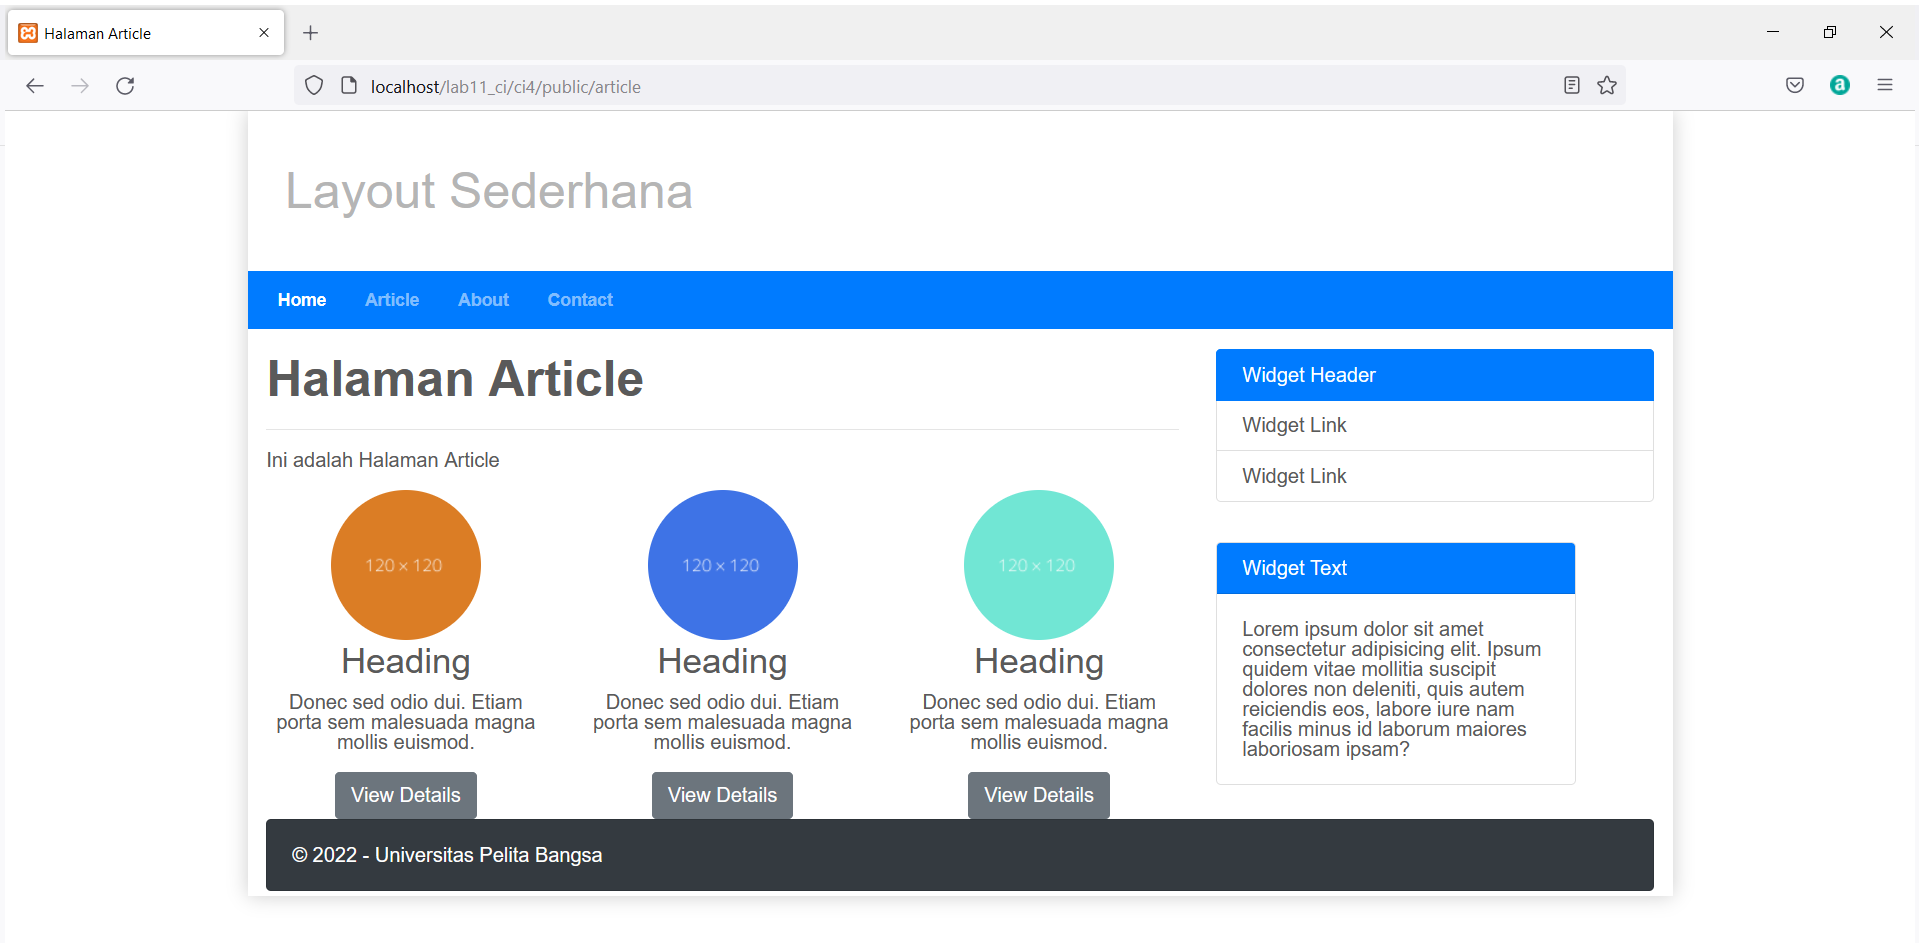 Halaman Article
localhost/lab11_ci/ci4/public/article
Layout Sederhana
Home Article About Contact
Halaman Article
Ini adalah Halaman Article
120 × 120
Heading
Donec sed odio dui. Etiam
porta sem malesuada magna
mollis euismod.
View Details
120 × 120
Heading
Donec sed odio dui. Etiam
porta sem malesuada magna
mollis euismod.
View Details
120 × 120
Heading
Donec sed odio dui. Etiam
porta sem malesuada magna
mollis euismod.
View Details
Widget Header
Widget Link
Widget Link
Widget Text
Lorem ipsum dolor sit amet
consectetur adipisicing elit. Ipsum
quidem vitae mollitia suscipit
dolores non deleniti, quis autem
reiciendis eos, labore iure nam
facilis minus id laborum maiores
laboriosam ipsam?
© 2022 - Universitas Pelita Bangsa